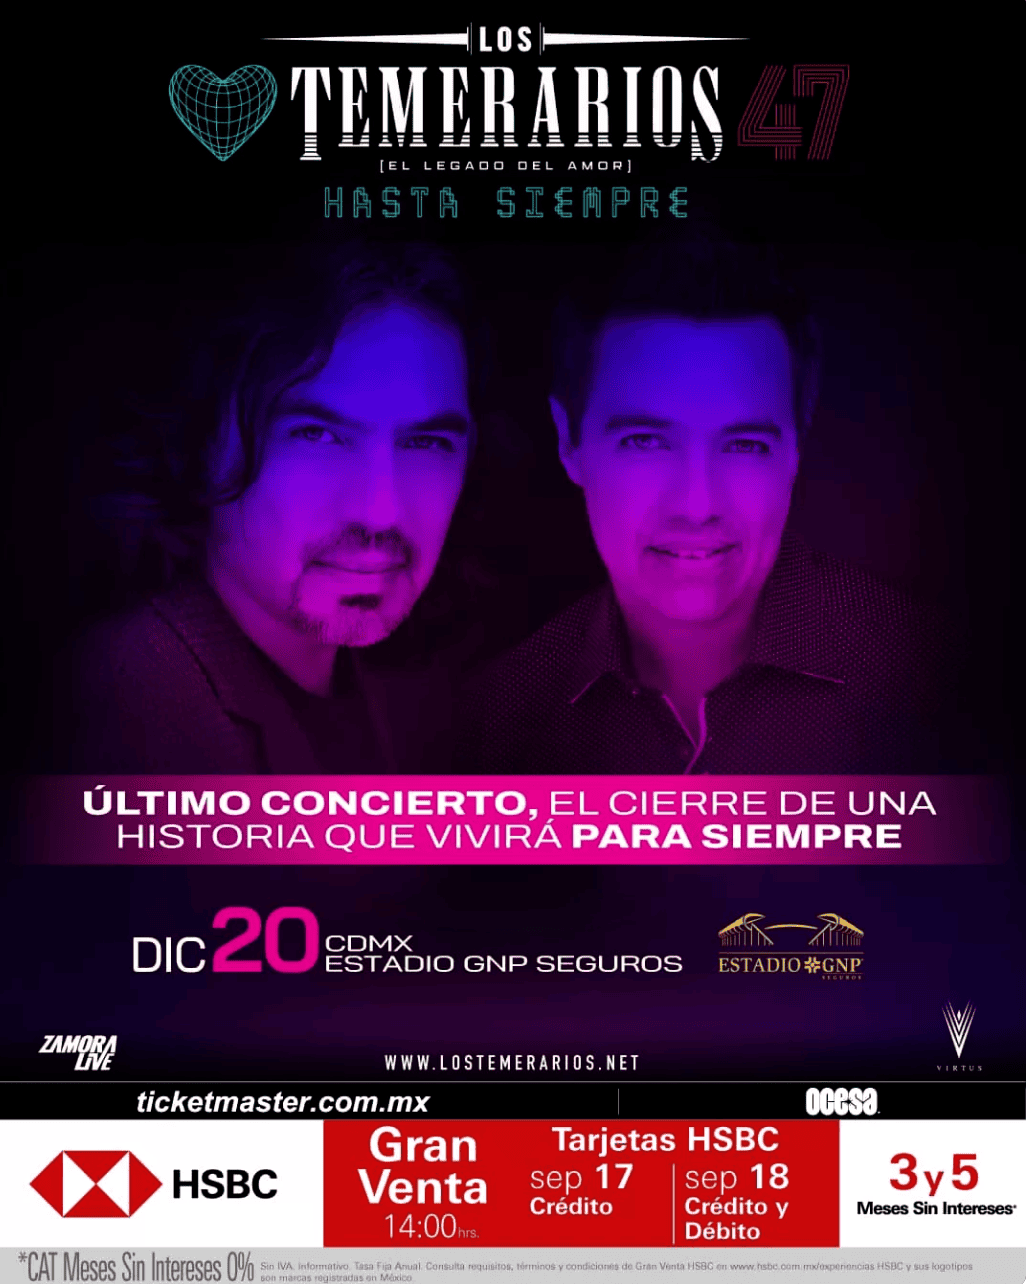 LOS
TEMERARIOS 47
[EL LEGADO DEL AMOR]
HASTA SIEMPRE
ÚLTIMO CONCIERTO, EL CIERRE DE UNA
HISTORIA QUE VIVIRÁ PARA SIEMPRE
DIC 20 CDMX
ESTADIO GNP SEGUROS
ESTADIO GNP
SEGUROS
ZAMORA
LIVE
WWW.LOSTEMERARIOS.NET
VIRTUS
ticketmaster.com.mx
ocesa
HSBC
Gran
Venta
14:00hrs.
Tarjetas HSBC
sep 17
Crédito
sep 18
Crédito y
Débito
3 y 5
Meses Sin Intereses*
*CAT Meses Sin Intereses 0%
Sin IVA. Informativo. Tasa Fija Anual. Consulta requisitos, términos y condiciones de Gran Venta HSBC en www.hsbc.com.mx/experiencias HSBC y sus logotipos
son marcas registradas en México.